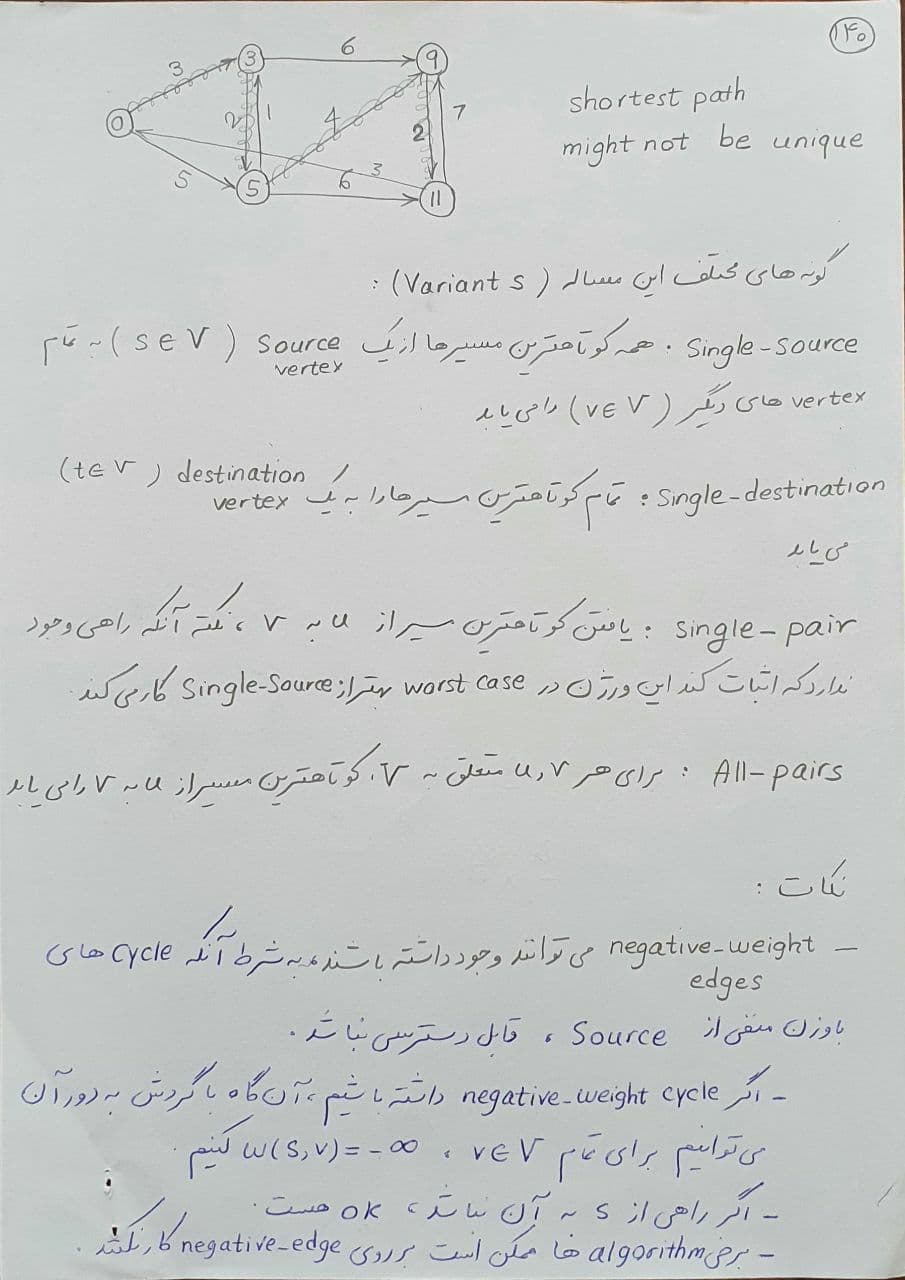 ۱۴۰
3 6 9
3
0 2 1 4 2 7
5 5 6 3 11
shortest path
might not be unique
گونه های مختلف این مساله (Variants) :
Single-source . همه کوتاهترین مسیرها از یک source vertex (s∈V) به تمام
vertex های دیگر (v∈V) را می یابد
Single-destination : تمام کوتاهترین مسیرها را به یک destination vertex (t∈V)
می یابد
single-pair : یافتن کوتاهترین مسیر از u به v ، نکته آنکه راهی وجود
ندارد که اثبات کند این ورژن در worst case بهتر از Single-Source کار می کند.
All-pairs : برای هر u,v متعلق به V، کوتاهترین مسیر از u به v را می یابد
نکات :
– negative-weight edges می توانند وجود داشته باشند، به شرط آنکه cycle های
با وزن منفی از Source ، قابل دسترسی نباشد.
- اگر negative-weight cycle داشته باشیم، آن گاه با گردش به دور آن
می توانیم برای تمام v∈V ، w(s,v)=-∞ کنیم.
- اگر راهی از s به آن نباشد، ok هست.
- برخی algorithm ها ممکن است بر روی negative-edge کار نکنند.